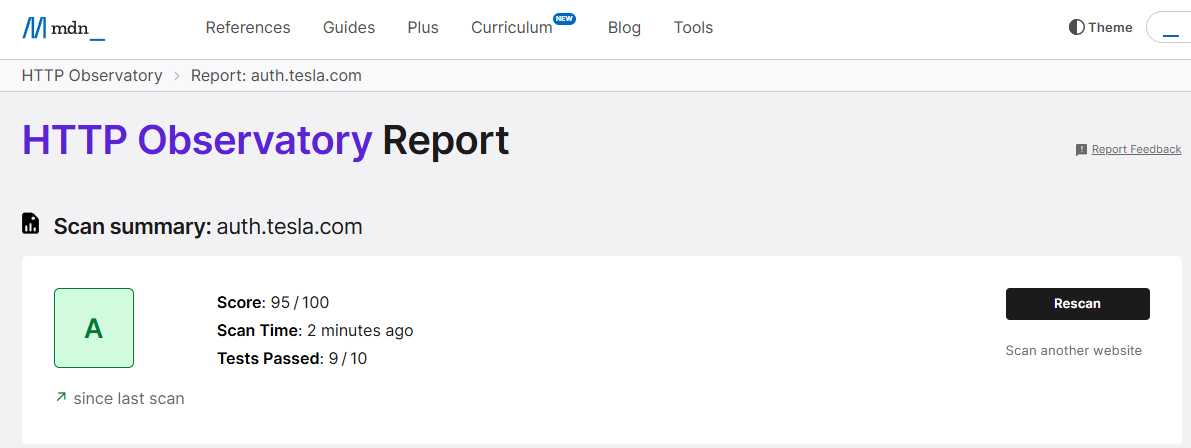 mdn_
References Guides Plus Curriculum NEW Blog Tools
Theme
HTTP Observatory > Report: auth.tesla.com
HTTP Observatory Report
Report Feedback
Scan summary: auth.tesla.com
A
Score: 95 / 100
Scan Time: 2 minutes ago
Tests Passed: 9 / 10
Rescan
Scan another website
↗ since last scan